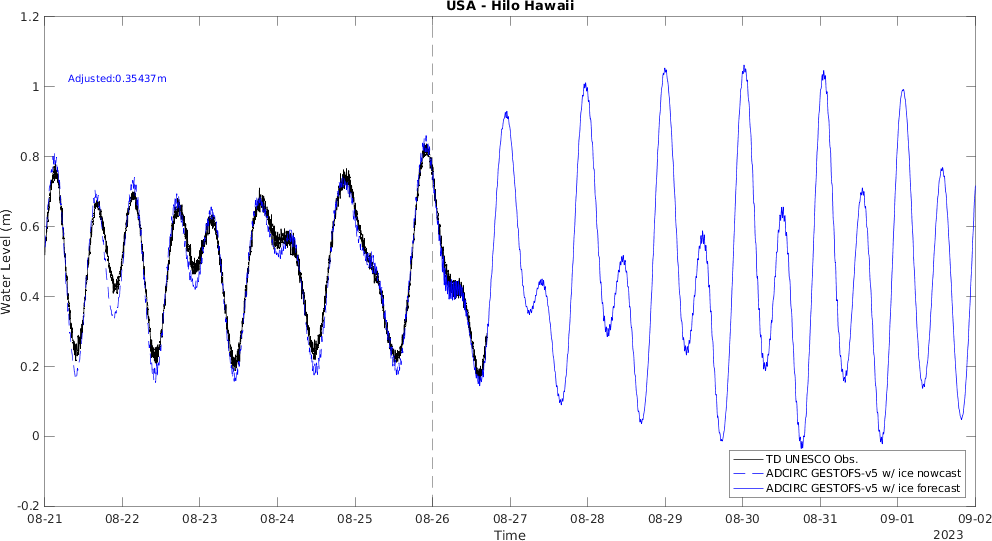 USA - Hilo Hawaii
1.2
1
0.8
0.6
0.4
0.2
0
-0.2
Water Level (m)
Adjusted:0.35437m
TD UNESCO Obs.
ADCIRC GESTOFS-v5 w/ ice nowcast
ADCIRC GESTOFS-v5 w/ ice forecast
08-21 08-22 08-23 08-24 08-25 08-26 08-27 08-28 08-29 08-30 08-31 09-01 09-02
Time
2023